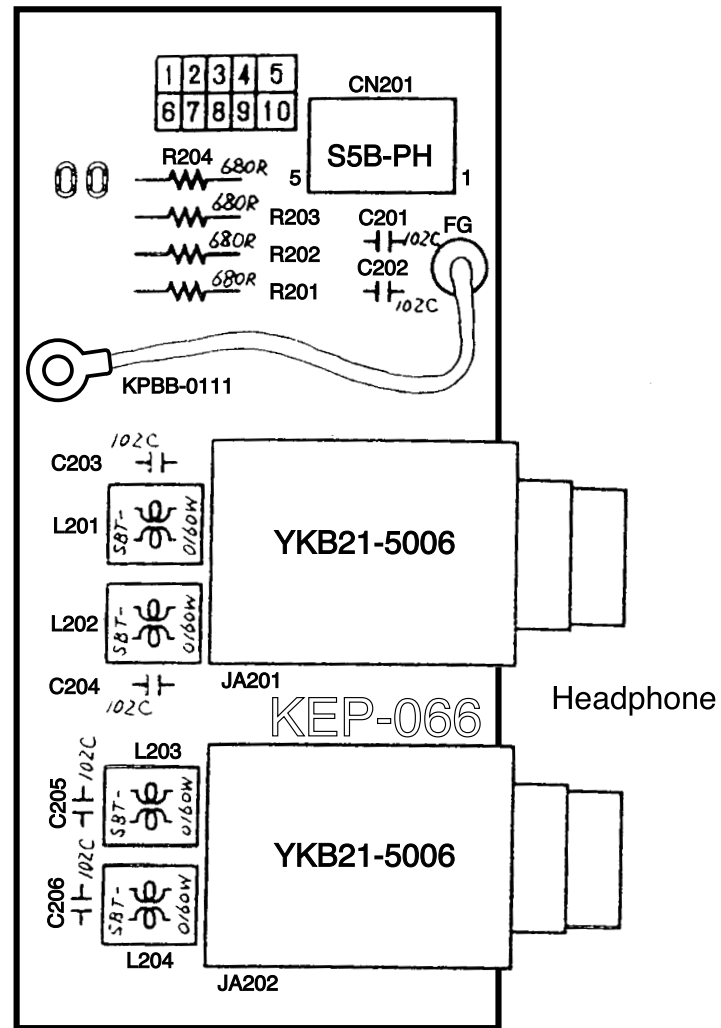 1 2 3 4 5
6 7 8 9 10
CN201
S5B-PH
5 1
R204 680R
680R R203
680R R202
680R R201
C201
102C
FG
C202
102C
KPBB-0111
102C
C203
L201
SBT-
0160W
YKB21-5006
L202
SBT-
0160W
C204
102C
JA201
KEP-066
Headphone
L203
C205
102C
SBT-
0160W
YKB21-5006
C206
102C
SBT-
0160W
L204
JA202